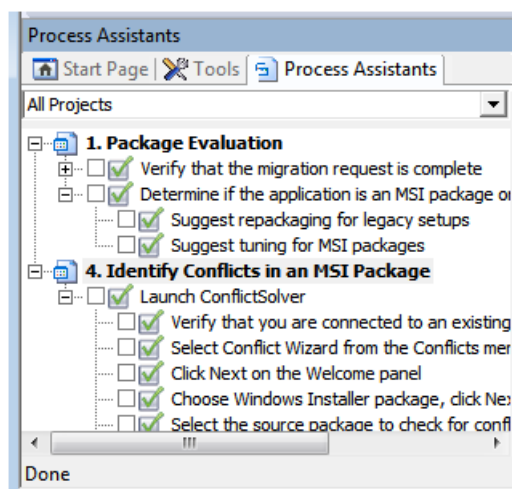 Process Assistants
Start Page Tools Process Assistants
All Projects
1. Package Evaluation
Verify that the migration request is complete
Determine if the application is an MSI package or
Suggest repackaging for legacy setups
Suggest tuning for MSI packages
4. Identify Conflicts in an MSI Package
Launch ConflictSolver
Verify that you are connected to an existing
Select Conflict Wizard from the Conflicts
Click Next on the Welcome panel
Choose Windows Installer package, click
Select the source package to check for
Done